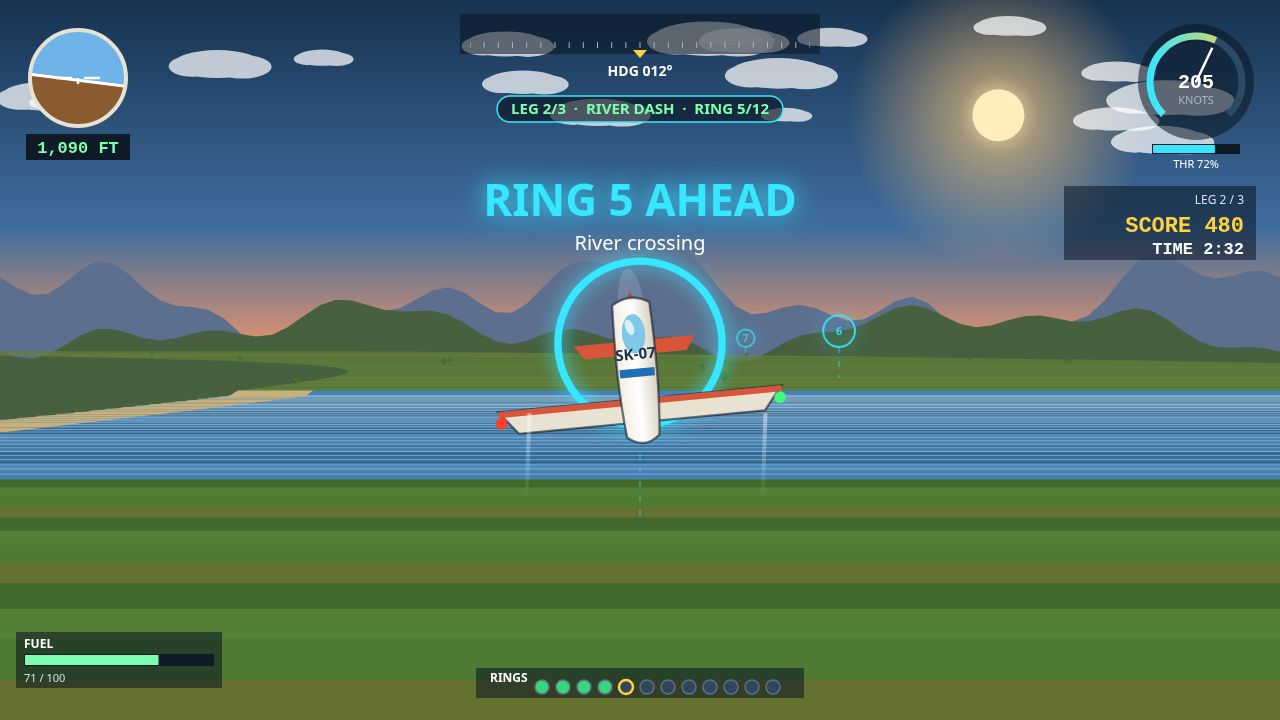 HDG 012°
LEG 2/3 · RIVER DASH · RING 5/12
1,090 FT
205
KNOTS
THR 72%
RING 5 AHEAD
River crossing
LEG 2 / 3
SCORE 480
TIME 2:32
7
6
SK-07
FUEL
71 / 100
RINGS